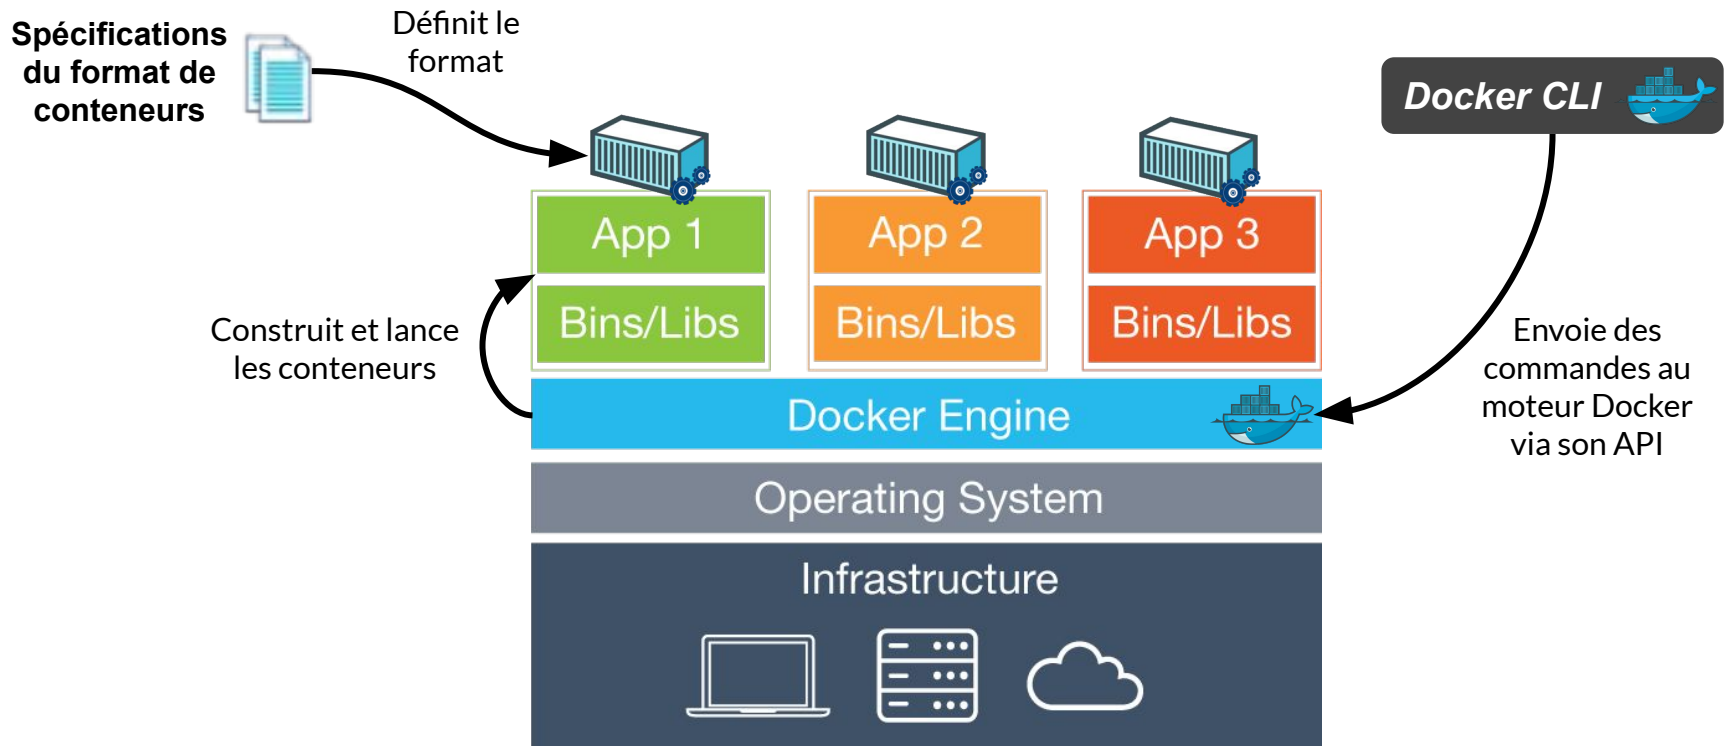 Spécifications
du format de
conteneurs
Définit le
format
Docker CLI
App 1
App 2
App 3
Bins/Libs
Bins/Libs
Bins/Libs
Construit et lance
les conteneurs
Envoie des
commandes au
moteur Docker
via son API
Docker Engine
Operating System
Infrastructure